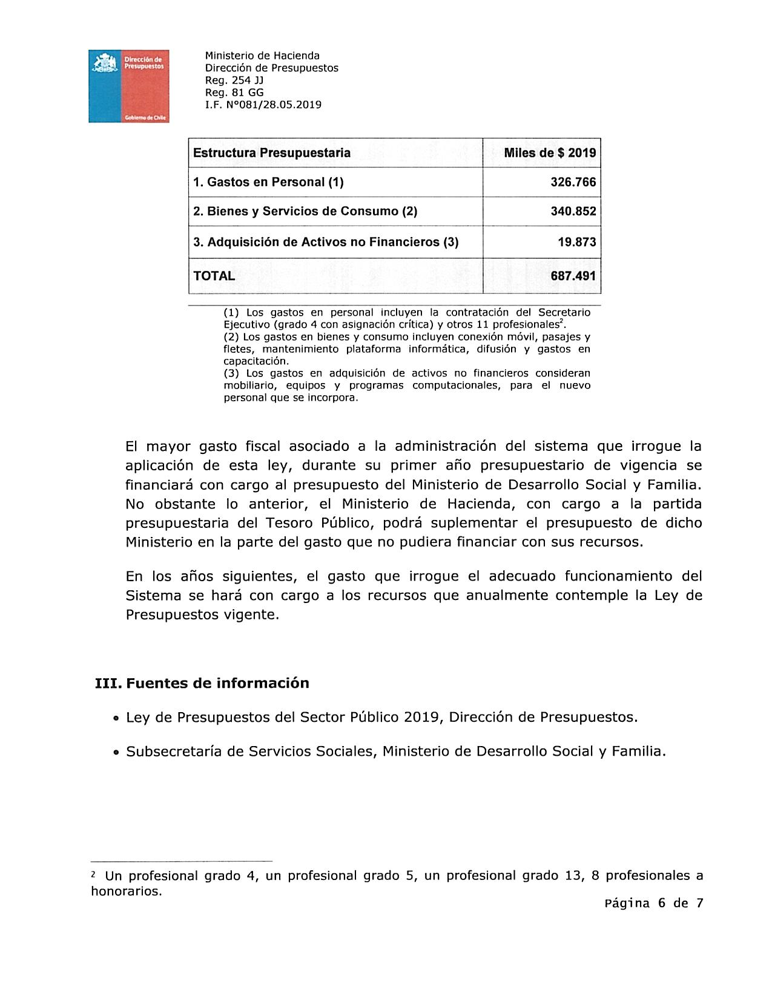 Dirección de
Presupuestos
Gobierno de Chile
Ministerio de Hacienda
Dirección de Presupuestos
Reg. 254 JJ
Reg. 81 GG
I.F. N°081/28.05.2019
Estructura Presupuestaria Miles de $ 2019
1. Gastos en Personal (1) 326.766
2. Bienes y Servicios de Consumo (2) 340.852
3. Adquisición de Activos no Financieros (3) 19.873
TOTAL 687.491
(1) Los gastos en personal incluyen la contratación del Secretario
Ejecutivo (grado 4 con asignación crítica) y otros 11 profesionales².
(2) Los gastos en bienes y consumo incluyen conexión móvil, pasajes y
fletes, mantenimiento plataforma informática, difusión y gastos en
capacitación.
(3) Los gastos en adquisición de activos no financieros consideran
mobiliario, equipos y programas computacionales, para el nuevo
personal que se incorpora.
El mayor gasto fiscal asociado a la administración del sistema que irrogue la
aplicación de esta ley, durante su primer año presupuestario de vigencia se
financiará con cargo al presupuesto del Ministerio de Desarrollo Social y Familia.
No obstante lo anterior, el Ministerio de Hacienda, con cargo a la partida
presupuestaria del Tesoro Público, podrá suplementar el presupuesto de dicho
Ministerio en la parte del gasto que no pudiera financiar con sus recursos.
En los años siguientes, el gasto que irrogue el adecuado funcionamiento del
Sistema se hará con cargo a los recursos que anualmente contemple la Ley de
Presupuestos vigente.
III. Fuentes de información
• Ley de Presupuestos del Sector Público 2019, Dirección de Presupuestos.
• Subsecretaría de Servicios Sociales, Ministerio de Desarrollo Social y Familia.
² Un profesional grado 4, un profesional grado 5, un profesional grado 13, 8 profesionales a
honorarios.
Página 6 de 7